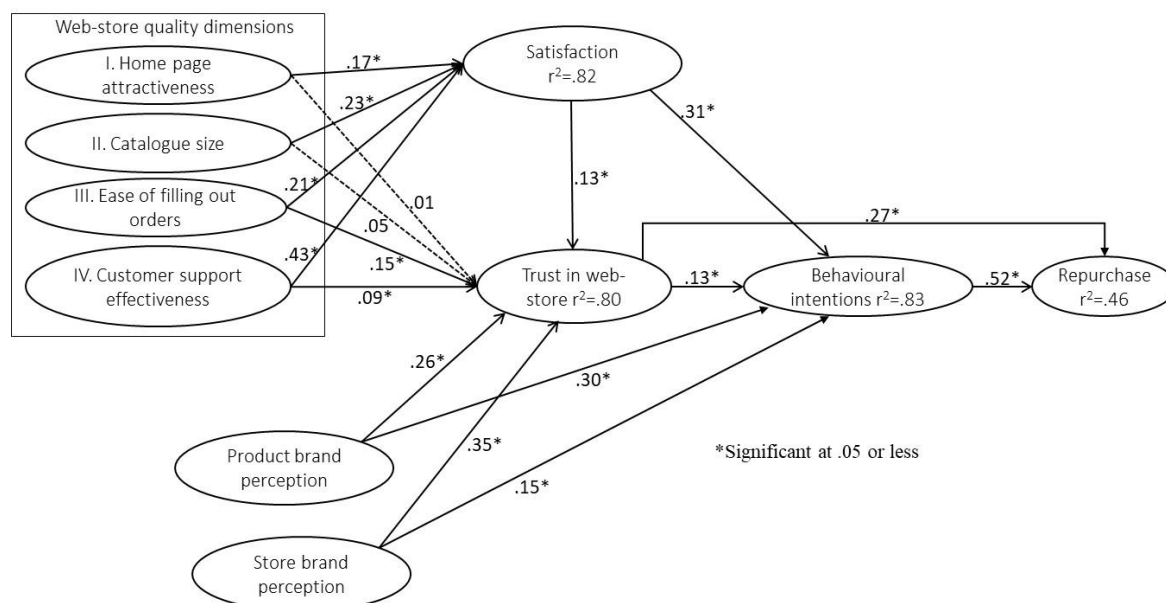 Web-store quality dimensions
I. Home page
attractiveness
II. Catalogue size
III. Ease of filling out
orders
IV. Customer support
effectiveness
.17*
.23*
.21*
.43*
.01
.05
.15*
.09*
Satisfaction
r²=.82
.31*
.13*
.27*
Trust in web-
store r²=.80
.13*
Behavioural
intentions r²=.83
.52*
Repurchase
r²=.46
.26*
.30*
.35*
.15*
Product brand
perception
Store brand
perception
*Significant at .05 or less